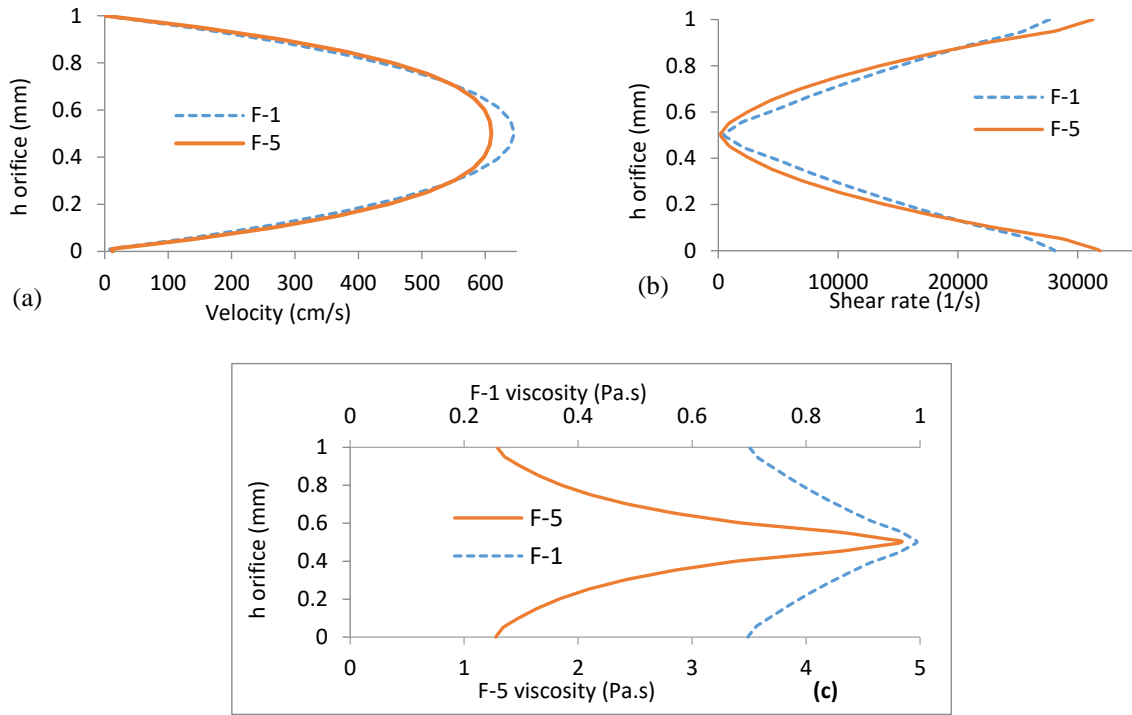 1
0.8
0.6
0.4
0.2
0
h orifice (mm)
F-1
F-5
0 100 200 300 400 500 600
Velocity (cm/s)
(a)
1
0.8
0.6
0.4
0.2
0
h orifice (mm)
F-1
F-5
0 10000 20000 30000
Shear rate (1/s)
(b)
F-1 viscosity (Pa.s)
0 0.2 0.4 0.6 0.8 1
1
0.8
0.6
0.4
0.2
0
h orifice (mm)
F-5
F-1
0 1 2 3 4 5
F-5 viscosity (Pa.s)
(c)